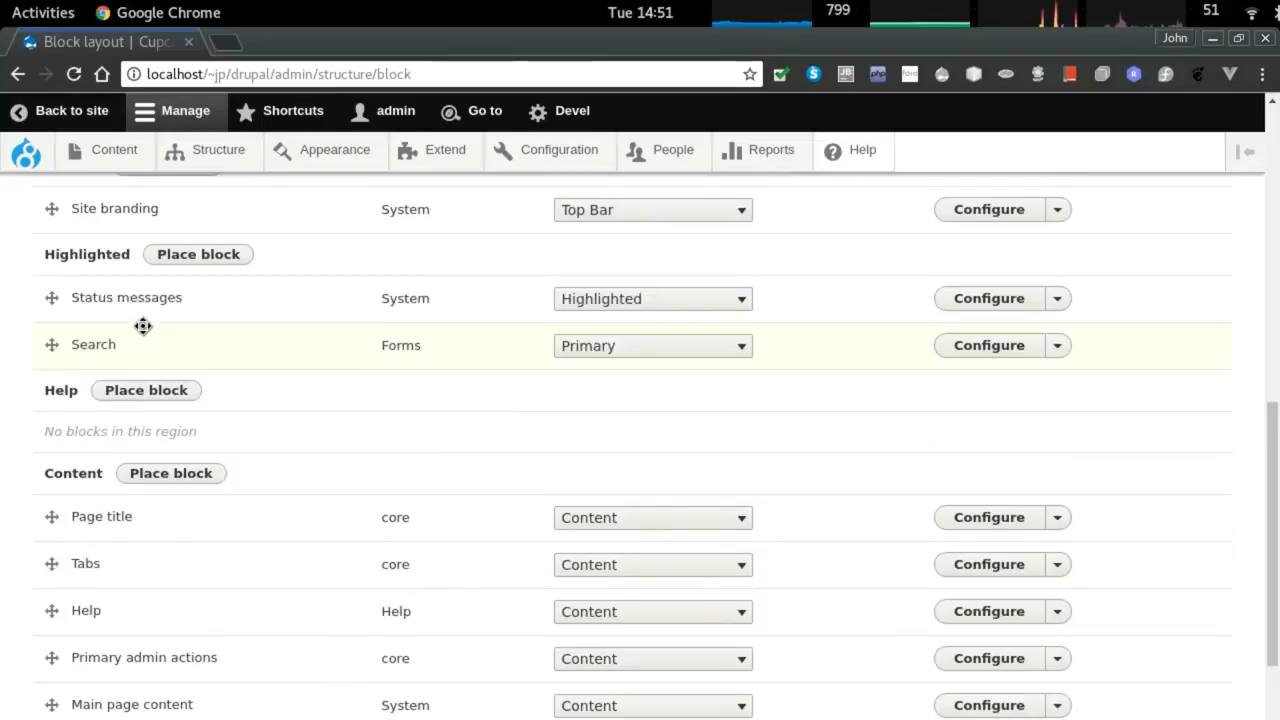 Activities Google Chrome Tue 14:51 799 51
Block layout | Cupc John
localhost/~jp/drupal/admin/structure/block
Back to site Manage Shortcuts admin Go to Devel
Content Structure Appearance Extend Configuration People Reports Help
Site branding System Top Bar Configure
Highlighted Place block
Status messages System Highlighted Configure
Search Forms Primary Configure
Help Place block
No blocks in this region
Content Place block
Page title core Content Configure
Tabs core Content Configure
Help Help Content Configure
Primary admin actions core Content Configure
Main page content System Content Configure